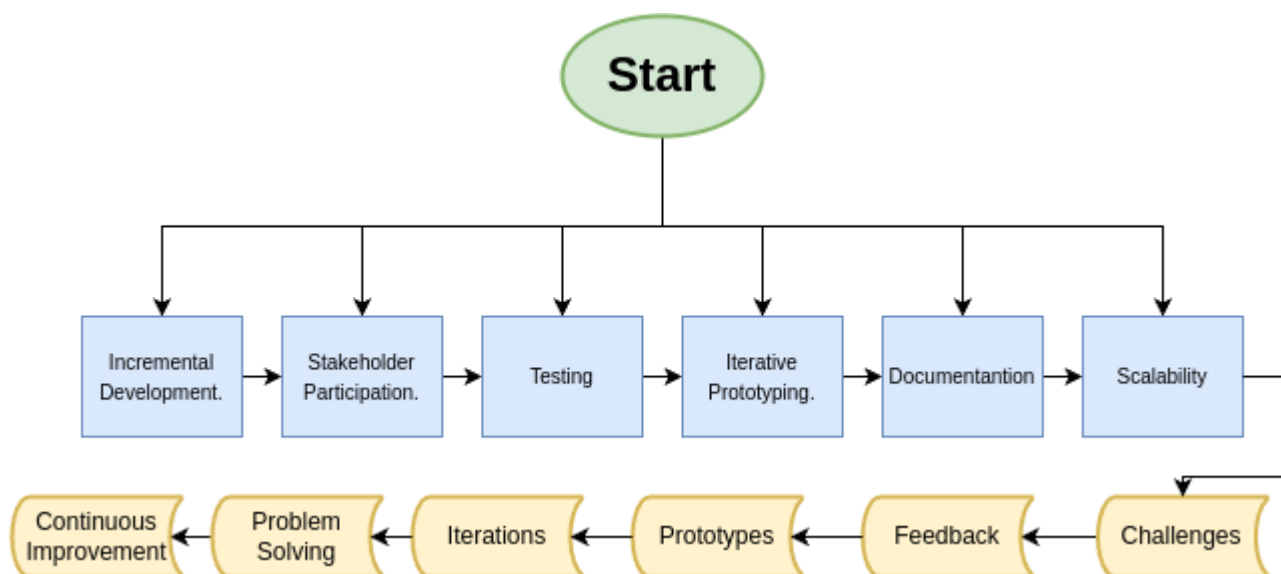 Start
Incremental
Development.
Stakeholder
Participation.
Testing
Iterative
Prototyping.
Documentantion
Scalability
Continuous
Improvement
Problem
Solving
Iterations
Prototypes
Feedback
Challenges